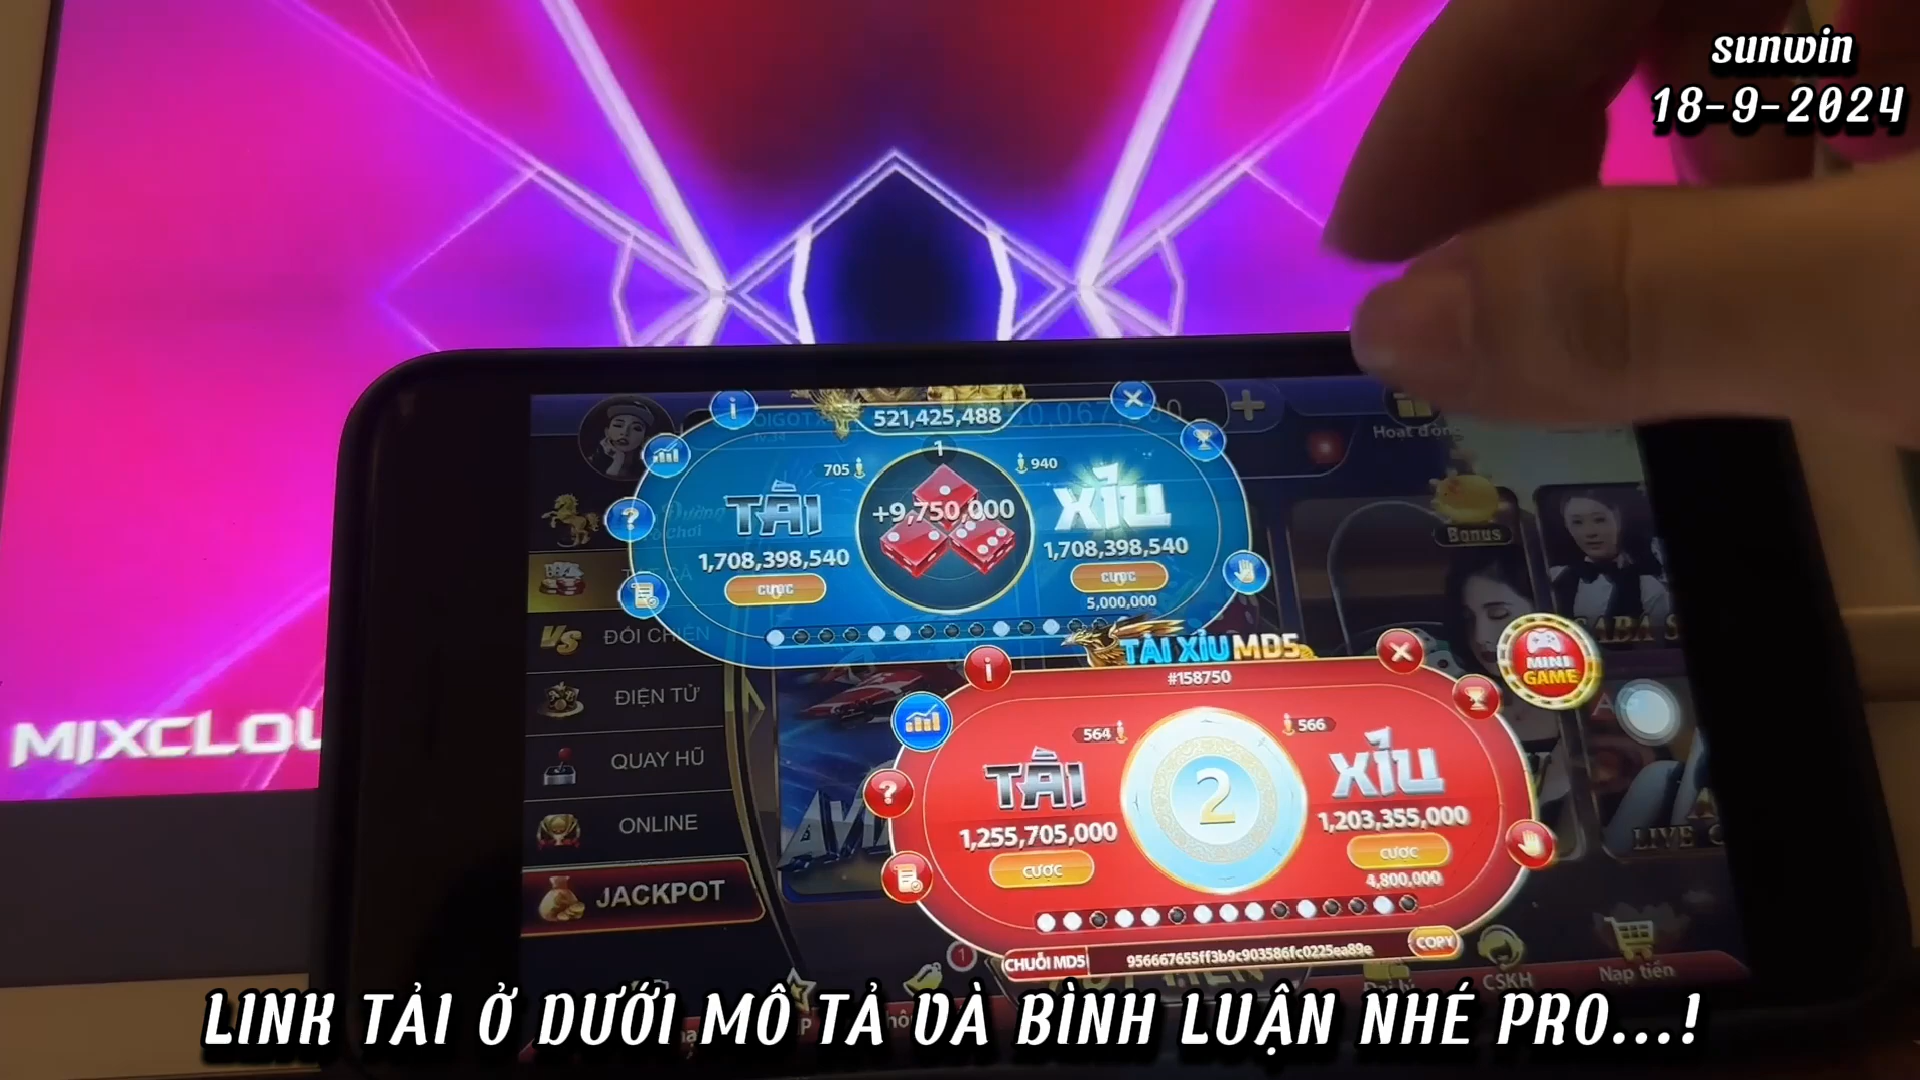 sunwin
18-9-2024
MIXCLOU
521,425,488
Hoạt động
1
705
940
TÀI
+9,750,000
XỈU
1,708,398,540
1,708,398,540
CƯỢC
CƯỢC
5,000,000
Bonus
ĐỐI CHIẾN
TÀI XỈU MD5
#158750
MINI
GAME
ĐIỆN TỬ
564
566
QUAY HŨ
TÀI
2
XỈU
1,255,705,000
1,203,355,000
ONLINE
CƯỢC
CƯỢC
4,800,000
JACKPOT
CHUỖI MD5
956667655ff3b9c903586fc0225ea89e
COPY
CSKH
Nạp tiền
LINK TẢI Ở DƯỚI MÔ TẢ VÀ BÌNH LUẬN NHÉ PRO...!